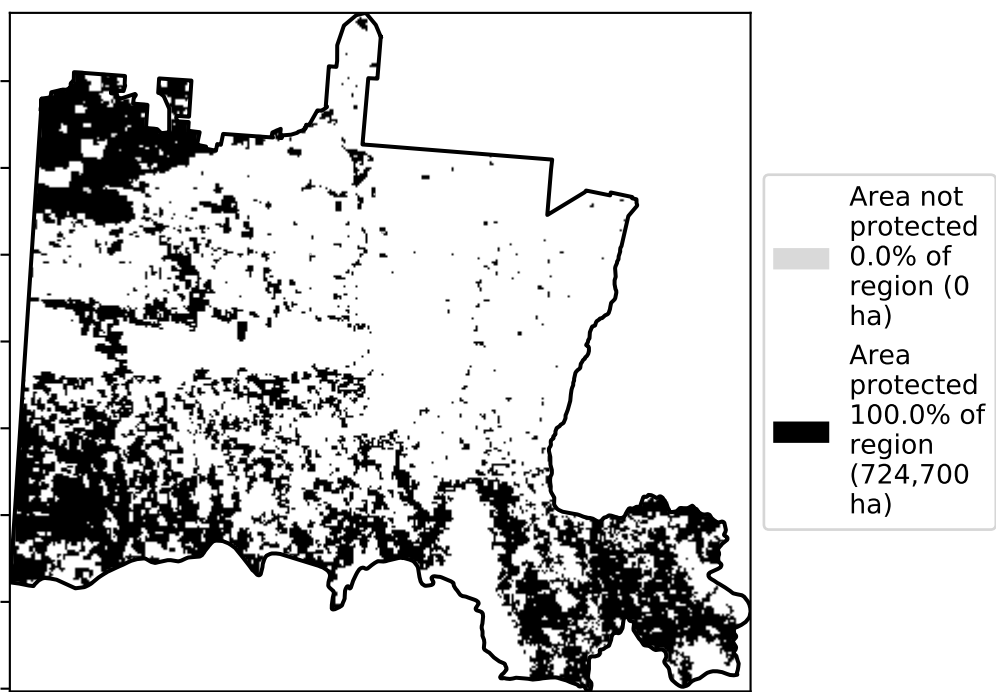 Area not
protected
0.0% of
region (0
ha)
Area
protected
100.0% of
region
(724,700
ha)